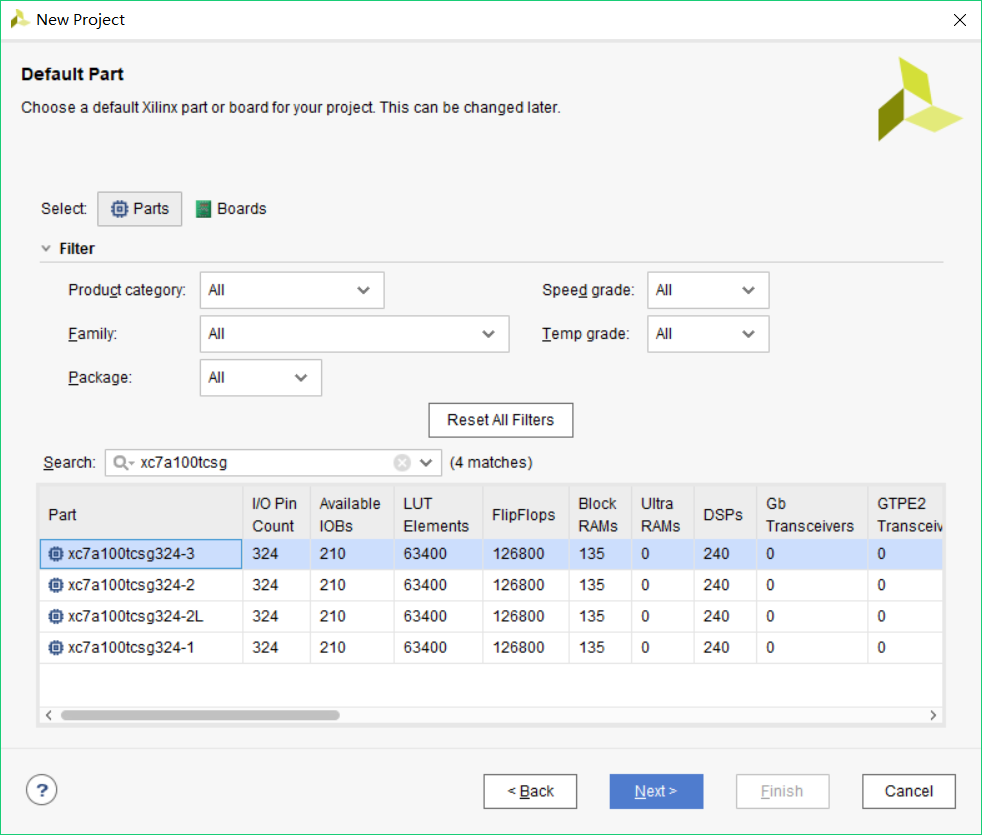 New Project
Default Part
Choose a default Xilinx part or board for your project. This can be changed later.
Select: Parts Boards
Filter
Product category: All Speed grade: All
Family: All Temp grade: All
Package: All
Reset All Filters
Search: xc7a100tcsg (4 matches)
Part I/O Pin Count Available IOBs LUT Elements FlipFlops Block RAMs Ultra RAMs DSPs Gb Transceivers GTPE2 Transceiv
xc7a100tcsg324-3 324 210 63400 126800 135 0 240 0 0
xc7a100tcsg324-2 324 210 63400 126800 135 0 240 0 0
xc7a100tcsg324-2L 324 210 63400 126800 135 0 240 0 0
xc7a100tcsg324-1 324 210 63400 126800 135 0 240 0 0
? < Back Next > Finish Cancel